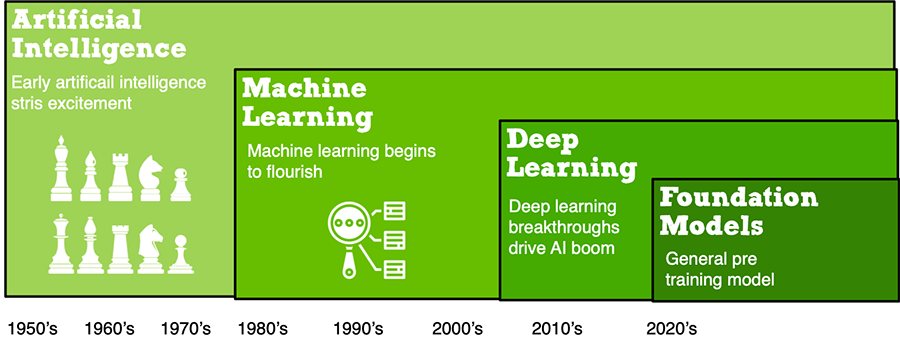 Artificial
Intelligence
Early artificail intelligence
stris excitement
Machine
Learning
Machine learning begins
to flourish
Deep
Learning
Deep learning
breakthroughs
drive AI boom
Foundation
Models
General pre
training model
1950's 1960's 1970's 1980's 1990's 2000's 2010's 2020's